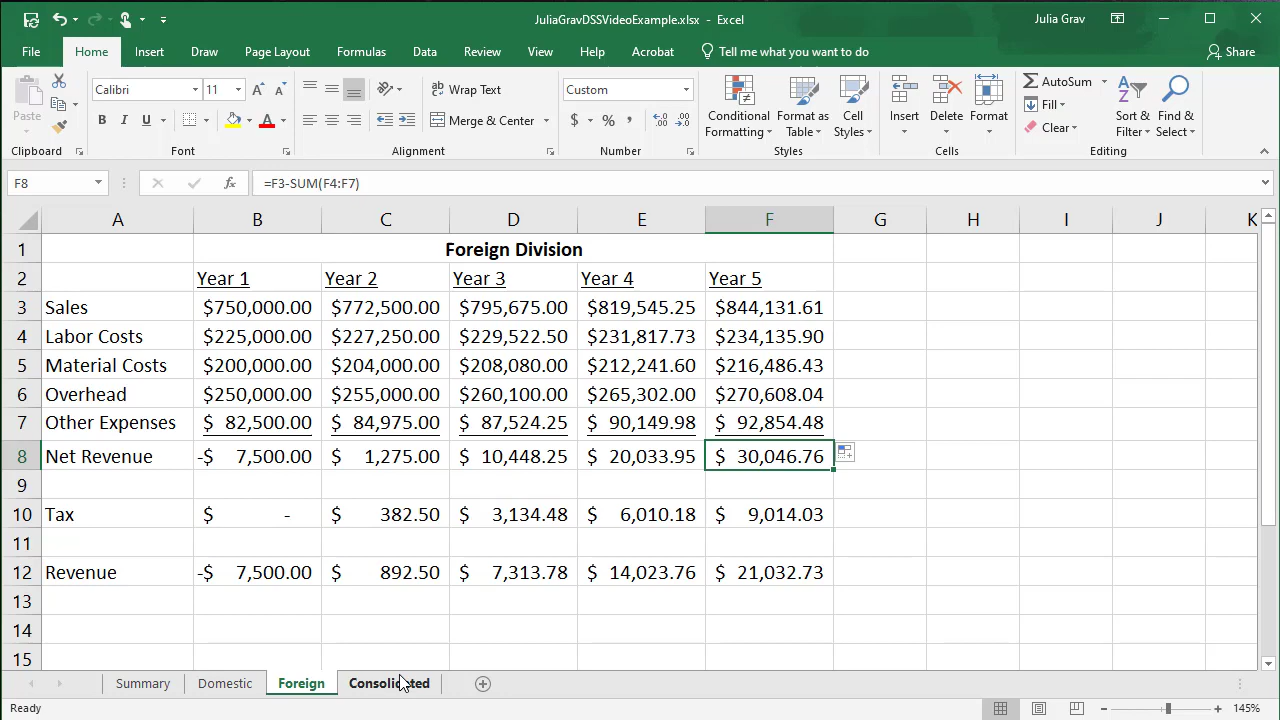 JuliaGravDSSVideoExample.xlsx - Excel
Julia Grav
File Home Insert Draw Page Layout Formulas Data Review View Help Acrobat Tell me what you want to do Share
Paste
Calibri 11
B I U A
Wrap Text
Merge & Center
Custom
$ % ,
Conditional Formatting
Format as Table
Cell Styles
Insert
Delete
Format
AutoSum
Fill
Clear
Sort & Filter
Find & Select
Clipboard Font Alignment Number Styles Cells Editing
F8 fx =F3-SUM(F4:F7)
A B C D E F G H I J K
1 Foreign Division
2 Year 1 Year 2 Year 3 Year 4 Year 5
3 Sales $750,000.00 $772,500.00 $795,675.00 $819,545.25 $844,131.61
4 Labor Costs $225,000.00 $227,250.00 $229,522.50 $231,817.73 $234,135.90
5 Material Costs $200,000.00 $204,000.00 $208,080.00 $212,241.60 $216,486.43
6 Overhead $250,000.00 $255,000.00 $260,100.00 $265,302.00 $270,608.04
7 Other Expenses $ 82,500.00 $ 84,975.00 $ 87,524.25 $ 90,149.98 $ 92,854.48
8 Net Revenue -$ 7,500.00 $ 1,275.00 $ 10,448.25 $ 20,033.95 $ 30,046.76
9
10 Tax $ - $ 382.50 $ 3,134.48 $ 6,010.18 $ 9,014.03
11
12 Revenue -$ 7,500.00 $ 892.50 $ 7,313.78 $ 14,023.76 $ 21,032.73
13
14
15
Summary Domestic Foreign Consolidated
Ready 145%